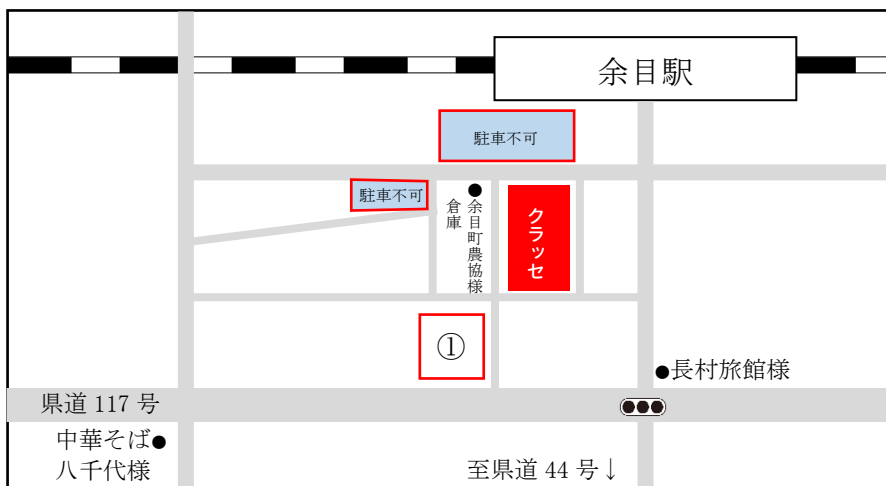 余目駅
駐車不可
駐車不可
●余目町農協様
倉庫
クラッセ
①
●長村旅館様
県道 117 号
中華そば●
八千代様
至県道 44 号↓